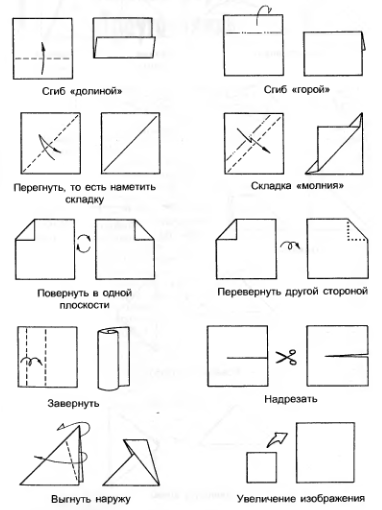 Сгиб «долиной»
Сгиб «горой»
Перегнуть, то есть наметить
складку
Складка «молния»
Повернуть в одной
плоскости
Перевернуть другой стороной
Завернуть
Надрезать
Выгнуть наружу
Увеличение изображения